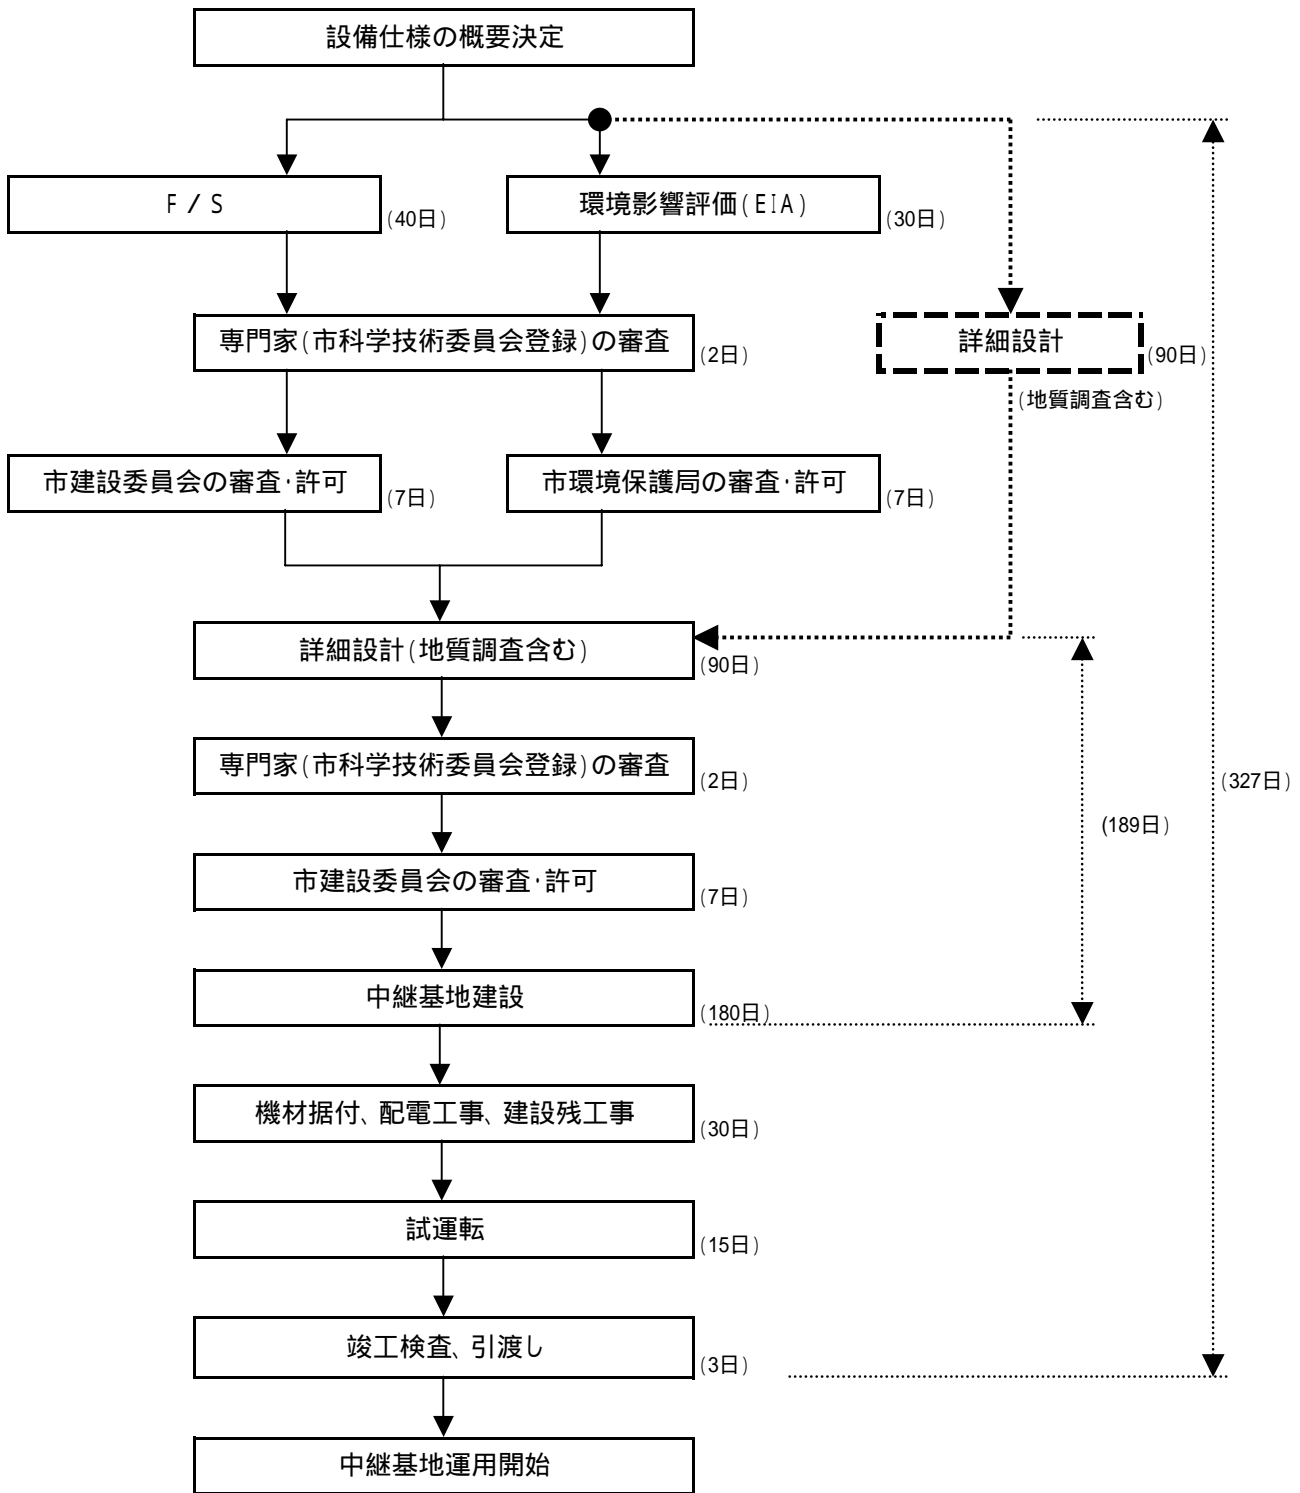 設備仕様の概要決定
F/S
(40日)
環境影響評価(EIA)
(30日)
専門家(市科学技術委員会登録)の審査
(2日)
詳細設計
(90日)
(地質調査含む)
市建設委員会の審査・許可
(7日)
市環境保護局の審査・許可
(7日)
詳細設計(地質調査含む)
(90日)
専門家(市科学技術委員会登録)の審査
(2日)
(327日)
(189日)
市建設委員会の審査・許可
(7日)
中継基地建設
(180日)
機材据付、配電工事、建設残工事
(30日)
試運転
(15日)
竣工検査、引渡し
(3日)
中継基地運用開始